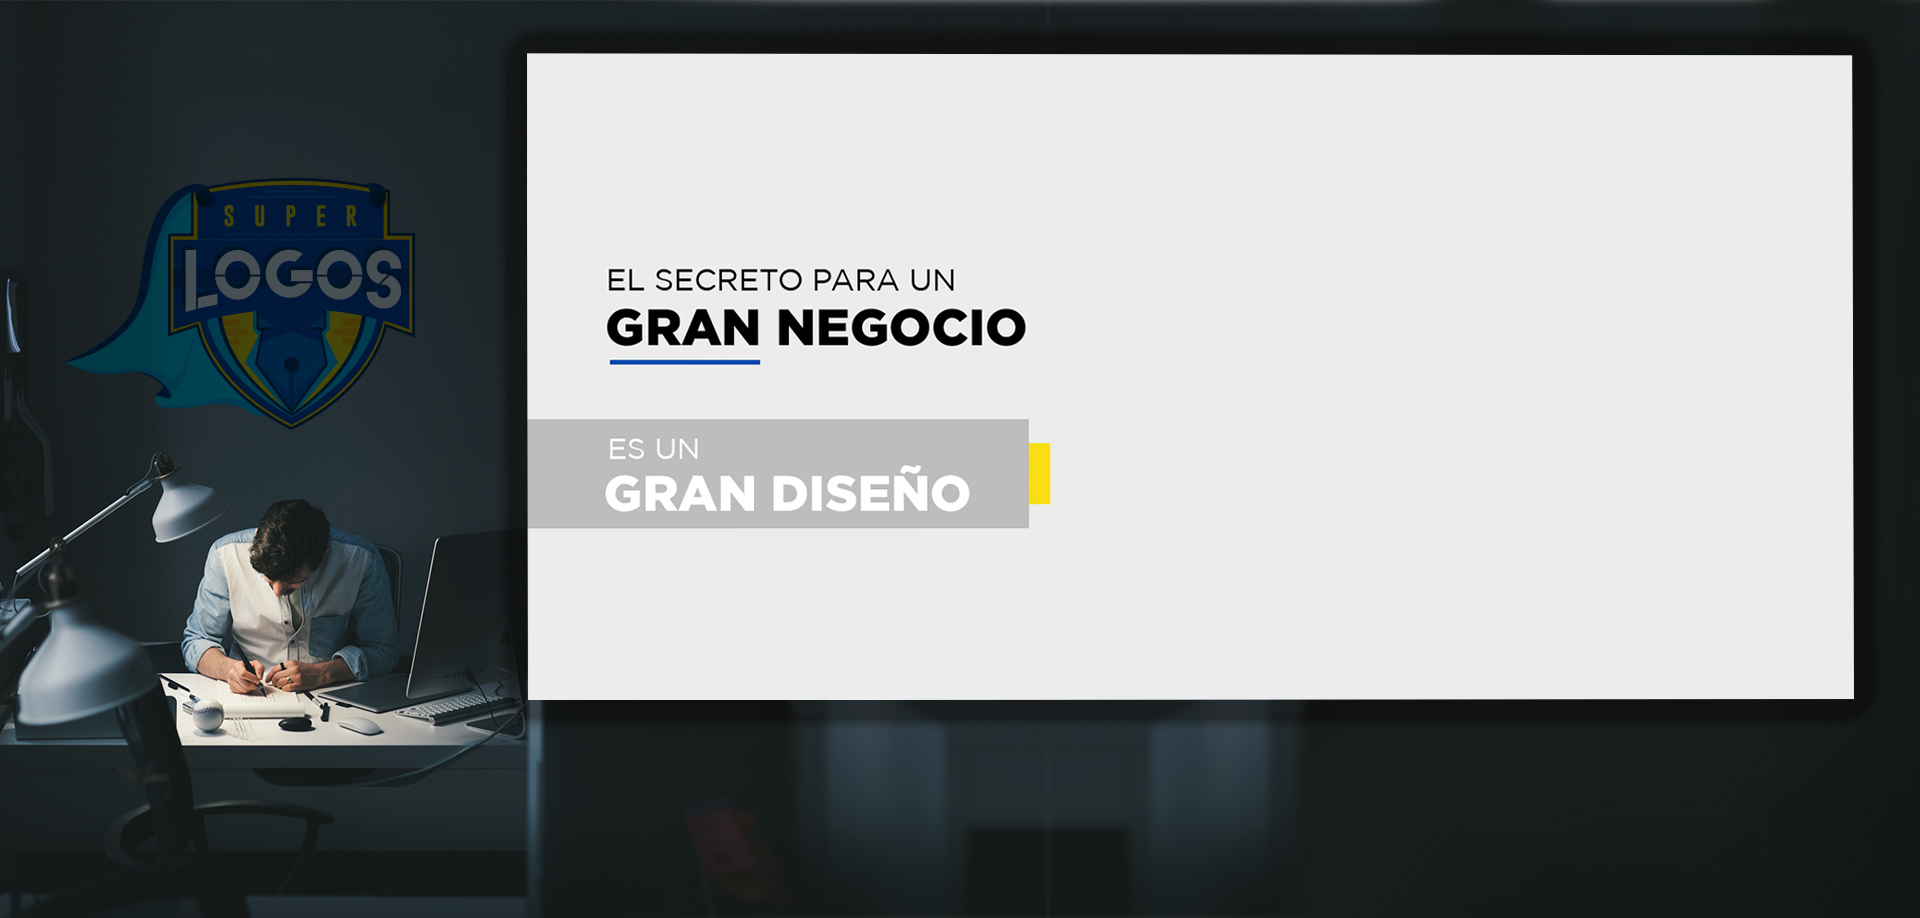 SUPER
LOGOS
EL SECRETO PARA UN
GRAN NEGOCIO
ES UN
GRAN DISEÑO